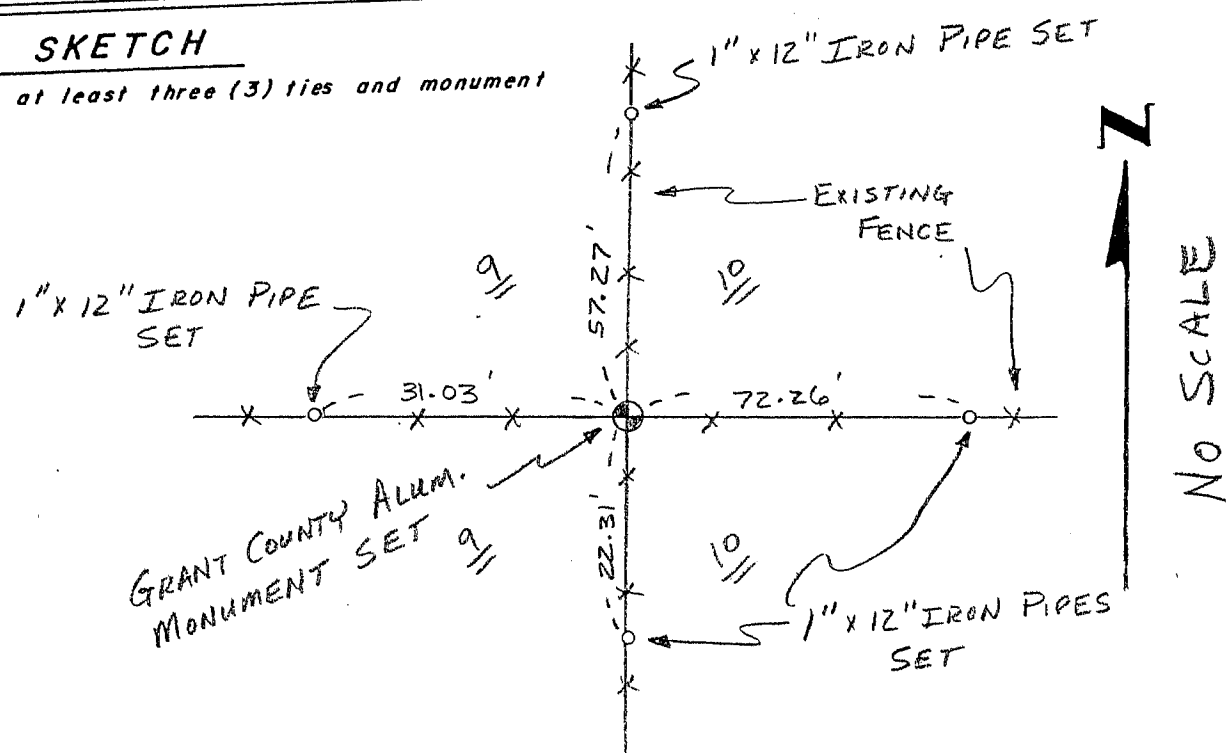 SKETCH
at least three (3) ties and monument
1" x 12" IRON PIPE SET
EXISTING
FENCE
N
NO SCALE
9
10
57.27'
1" x 12" IRON PIPE
SET
31.03'
72.26'
GRANT COUNTY ALUM.
MONUMENT SET
9
22.31'
10
1" x 12" IRON PIPES
SET